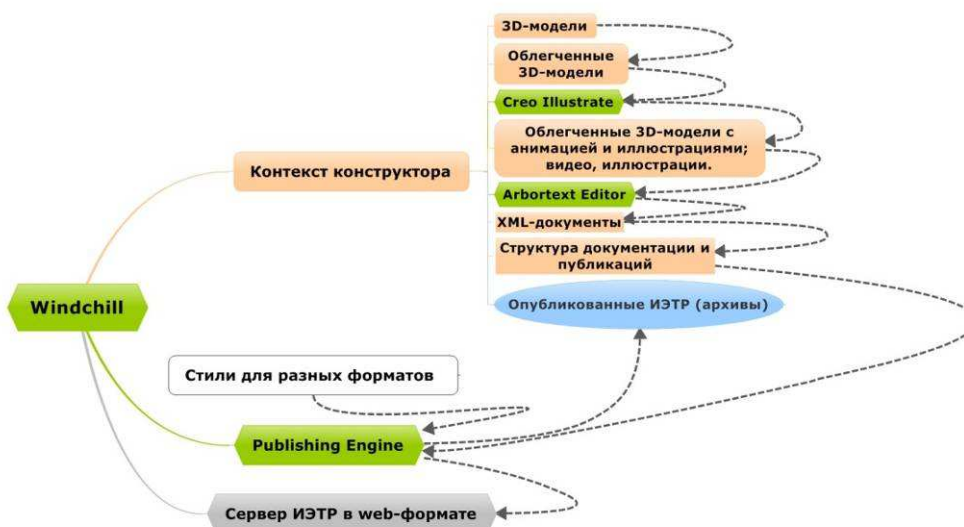 3D-модели
Облегченные
3D-модели
Creo Illustrate
Облегченные 3D-модели с
анимацией и иллюстрациями;
видео, иллюстрации.
Контекст конструктора
Arbortext Editor
XML-документы
Структура документации и
публикаций
Windchill
Опубликованные ИЭТР (архивы)
Стили для разных форматов
Publishing Engine
Сервер ИЭТР в web-формате